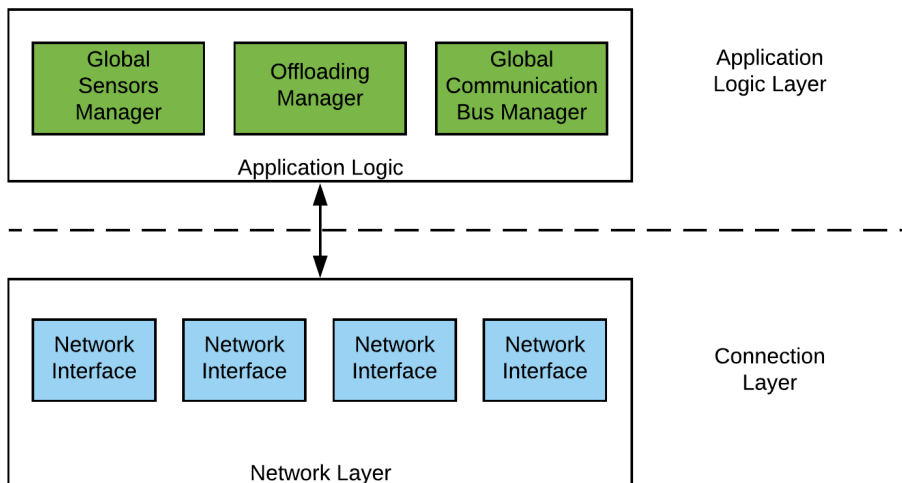 Global
Sensors
Manager
Offloading
Manager
Global
Communication
Bus Manager
Application Logic
Application
Logic Layer
Network
Interface
Network
Interface
Network
Interface
Network
Interface
Network Layer
Connection
Layer